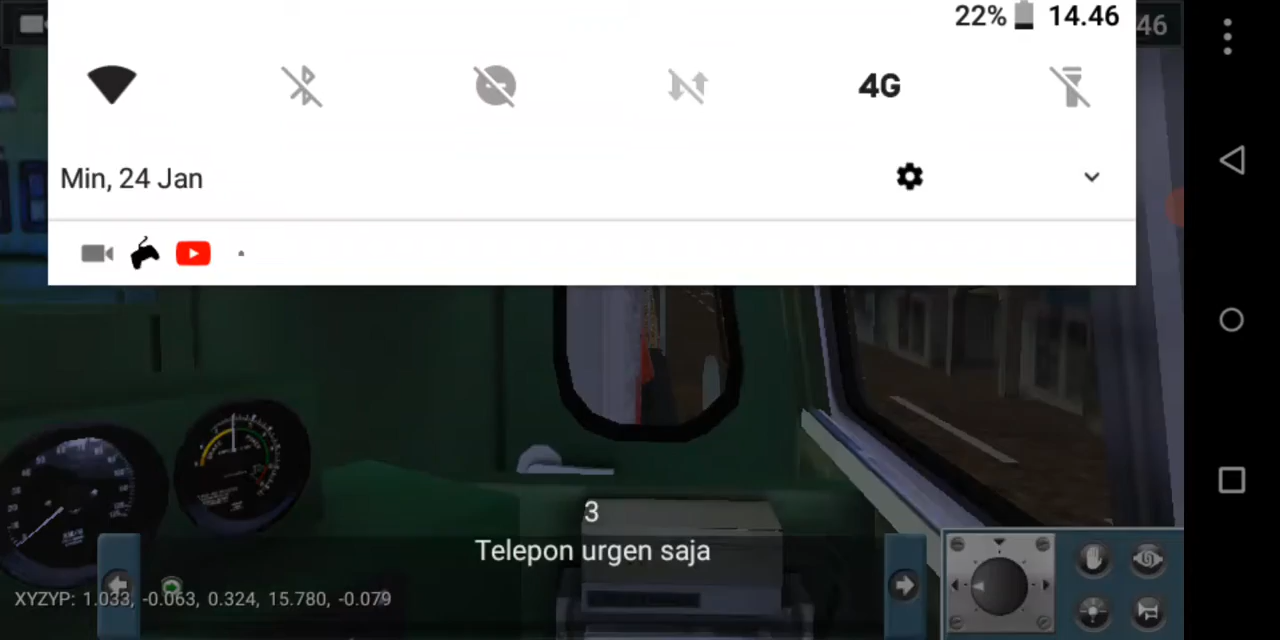 22% 14.46
46
4G
Min, 24 Jan
3
Telepon urgen saja
XYZYP: 1.033, -0.063, 0.324, 15.780, -0.079